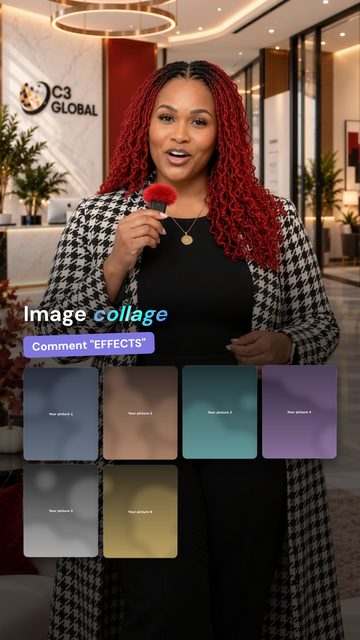 C3
GLOBAL
Image collage
Comment "EFFECTS"
Your picture 1
Your picture 2
Your picture 3
Your picture 4
Your picture 5
Your picture 6